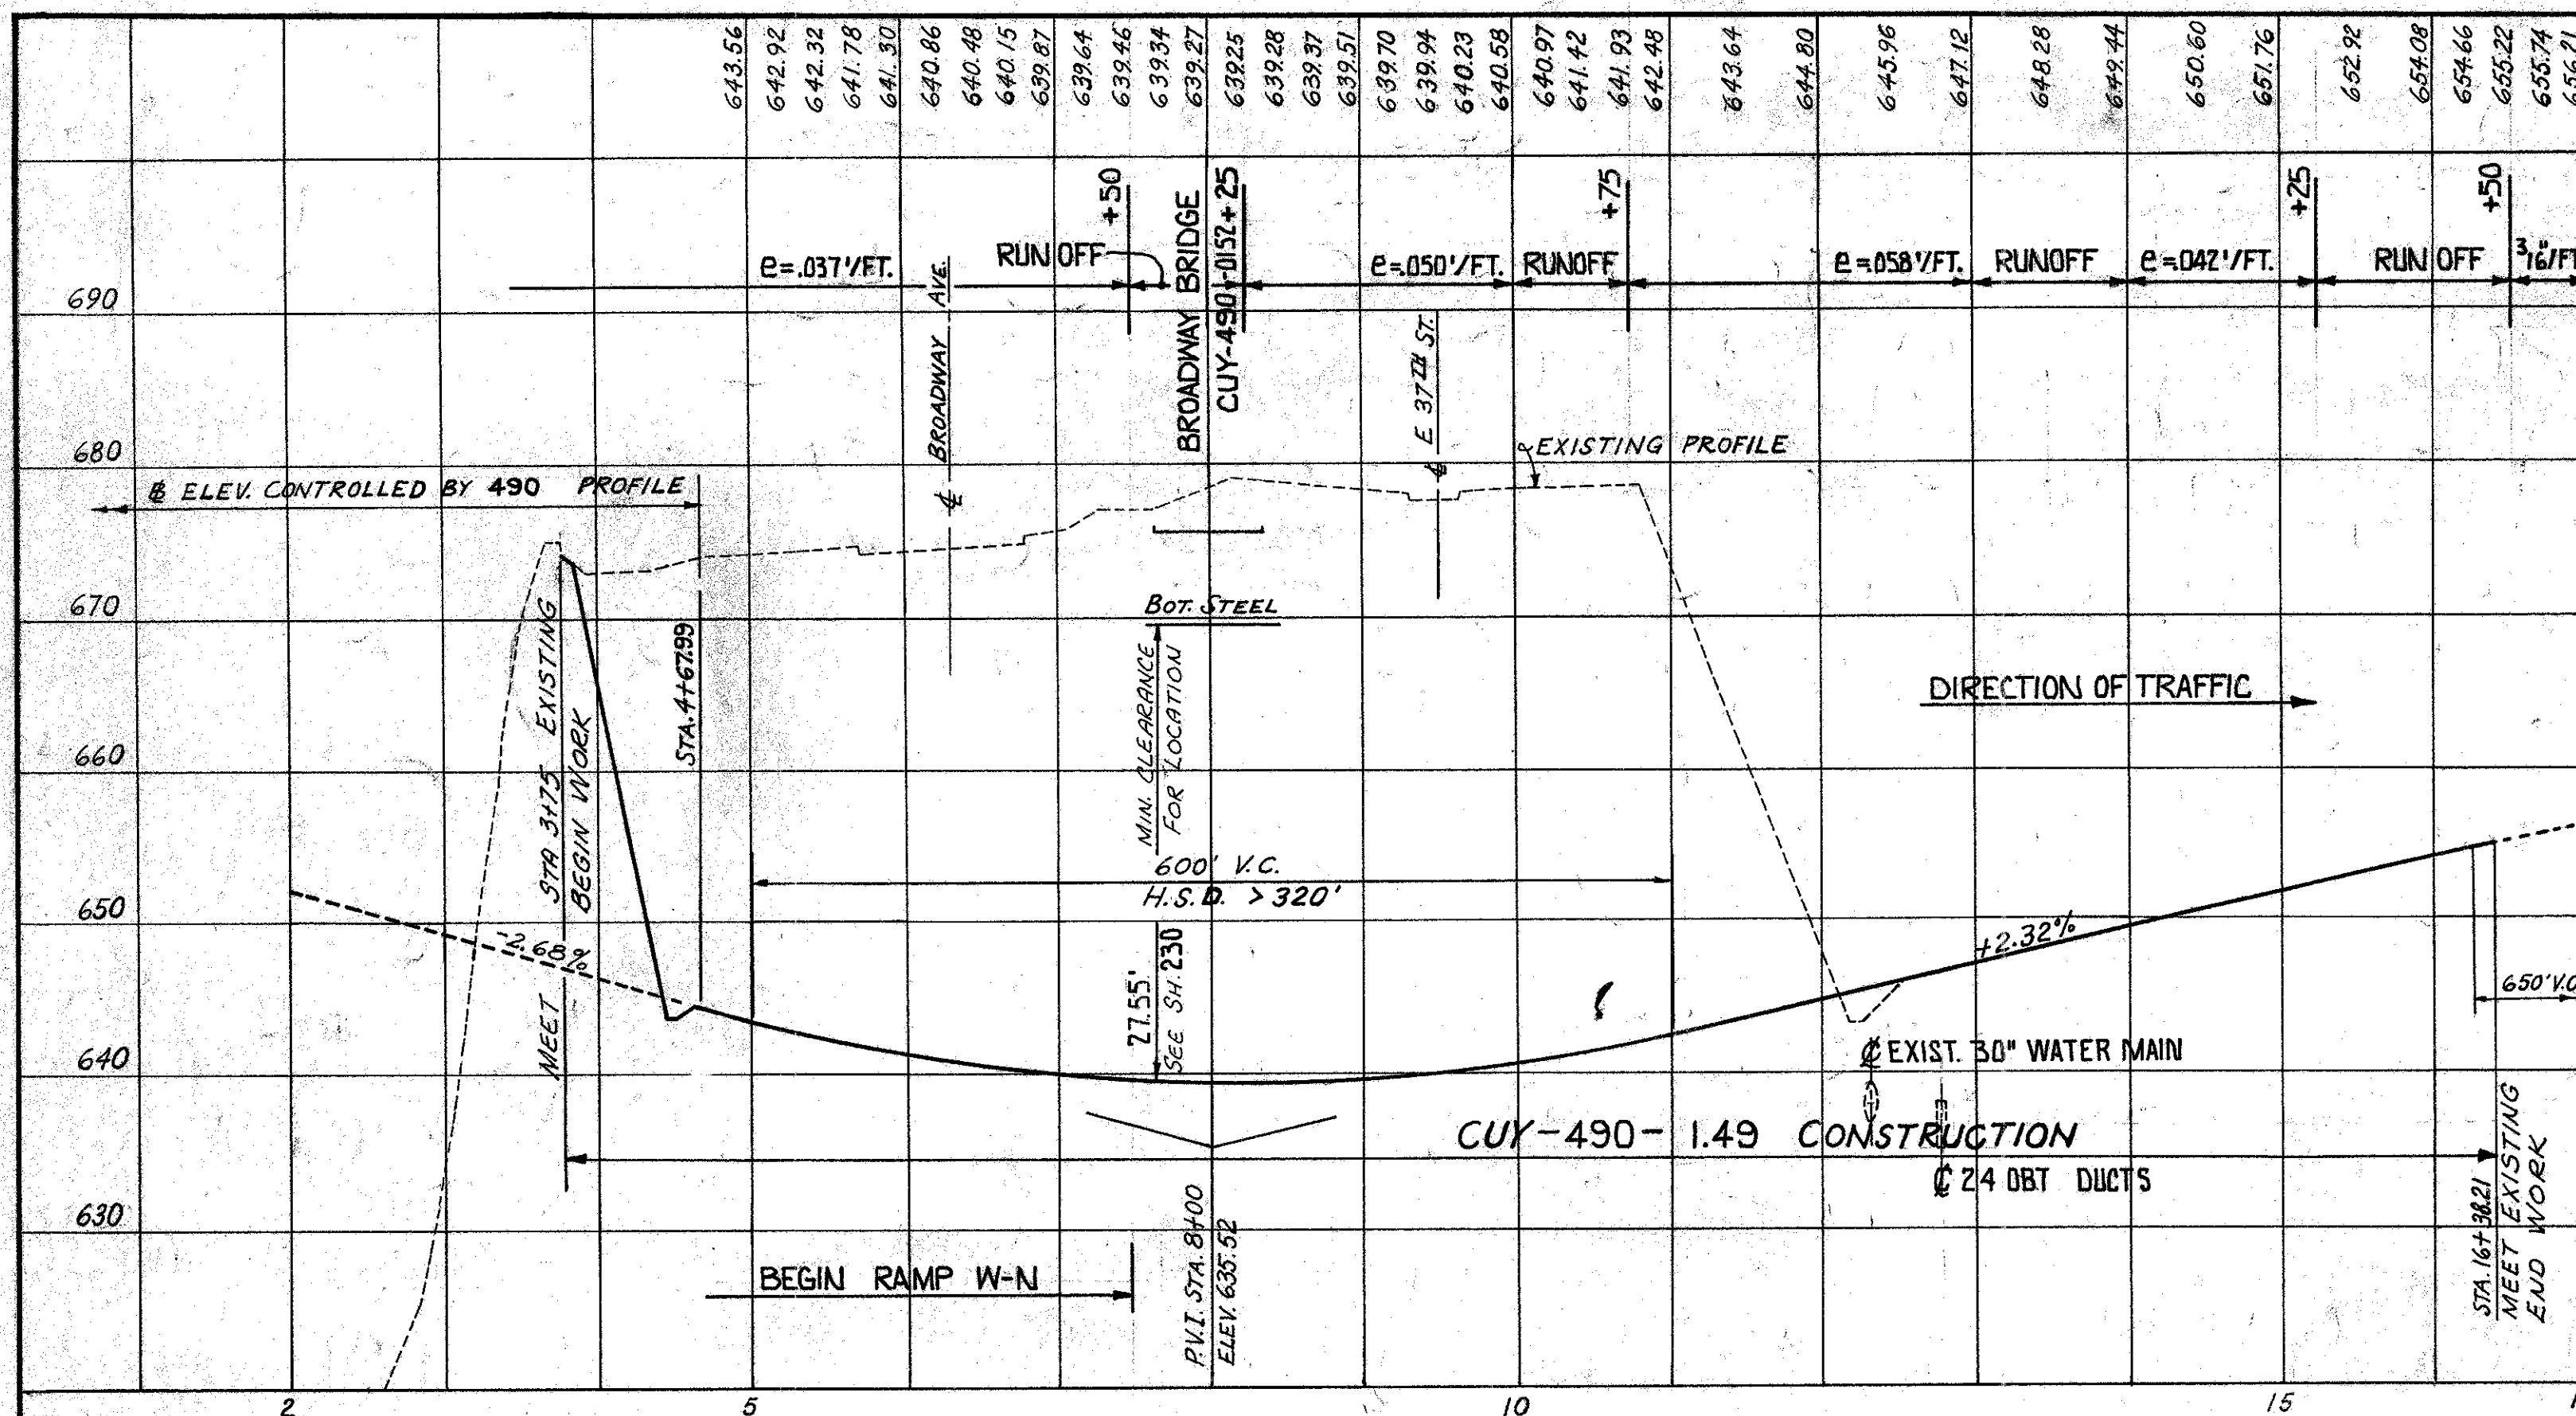 643.56 642.92 642.32 641.78 641.30 640.86 640.48 640.15 639.87 639.64 639.46 639.34 639.27 639.25 639.28 639.37 639.51 639.70 639.94 640.23 640.58 640.97 641.42 641.93 642.48 643.64 644.80 645.96 647.12 648.28 649.44 650.60 651.76 652.92 654.08 654.66 655.22 655.74 656.21
+50
+75
+25
+50
e=.037'/FT.
RUN OFF
e=.050'/FT.
RUNOFF
e=.058'/FT.
RUNOFF
e=.042'/FT.
RUN OFF
3/16"/FT
BROADWAY BRIDGE
CUY-490-0152+25
℄ BROADWAY AVE.
℄ E 37TH ST.
690
680
670
660
650
640
630
ELEV. CONTROLLED BY 490 PROFILE
EXISTING PROFILE
BOT. STEEL
MIN. CLEARANCE
FOR LOCATION
STA. 4+67.99
MEET STA 3+75 EXISTING
BEGIN WORK
DIRECTION OF TRAFFIC
600' V.C.
H.S.D. > 320'
-2.68%
+2.32%
27.55'
SEE SH. 230
650' V.C
℄ EXIST. 30" WATER MAIN
CUY-490- 1.49 CONSTRUCTION
℄ 24 OBT DUCTS
BEGIN RAMP W-N
P.V.I. STA. 8+00
ELEV. 635.52
STA. 16+38.21
MEET EXISTING
END WORK
2 5 10 15